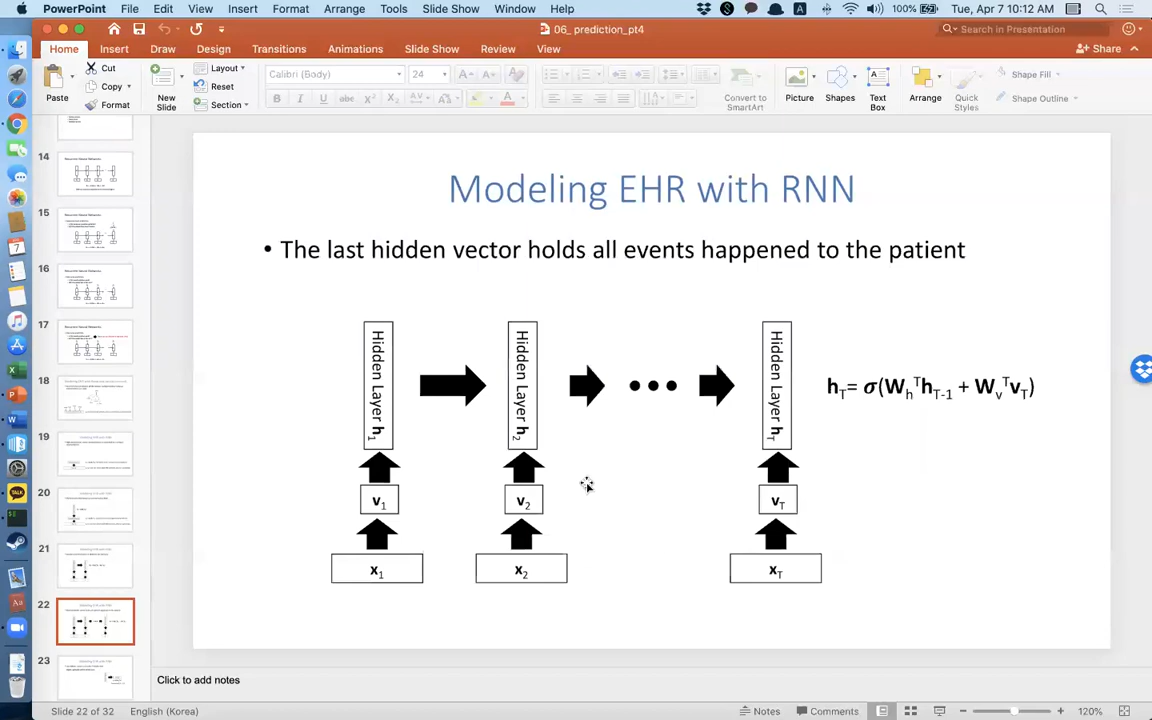 PowerPoint File Edit View Insert Format Arrange Tools Slide Show Window Help 100% Tue, Apr 7 10:12 AM
06_ prediction_pt4 Search in Presentation
Home Insert Draw Design Transitions Animations Slide Show Review View Share
Paste Cut Copy Format
New Slide Layout Reset Section
Calibri (Body) 24
Convert to SmartArt
Picture Shapes Text Box Arrange Quick Styles Shape Fill Shape Outline
14
15
16
17
18
19
20
21
22
23
Modeling EHR with RNN
• The last hidden vector holds all events happened to the patient
Hidden Layer h1
Hidden Layer h2
Hidden Layer hT
hT= σ(WhThT-1 + WvTvT)
v1 v2 vT
x1 x2 xT
Click to add notes
Slide 22 of 32 English (Korea) Notes Comments 120%